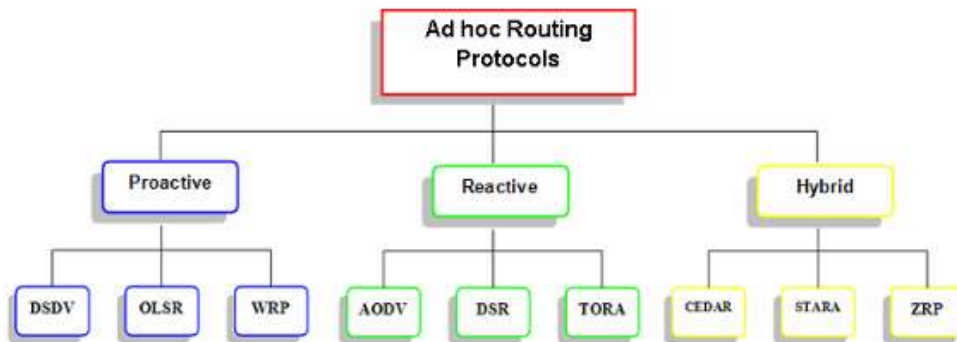 Ad hoc Routing
Protocols
Proactive
Reactive
Hybrid
DSDV
OLSR
WRP
AODV
DSR
TORA
CEDAR
STARA
ZRP